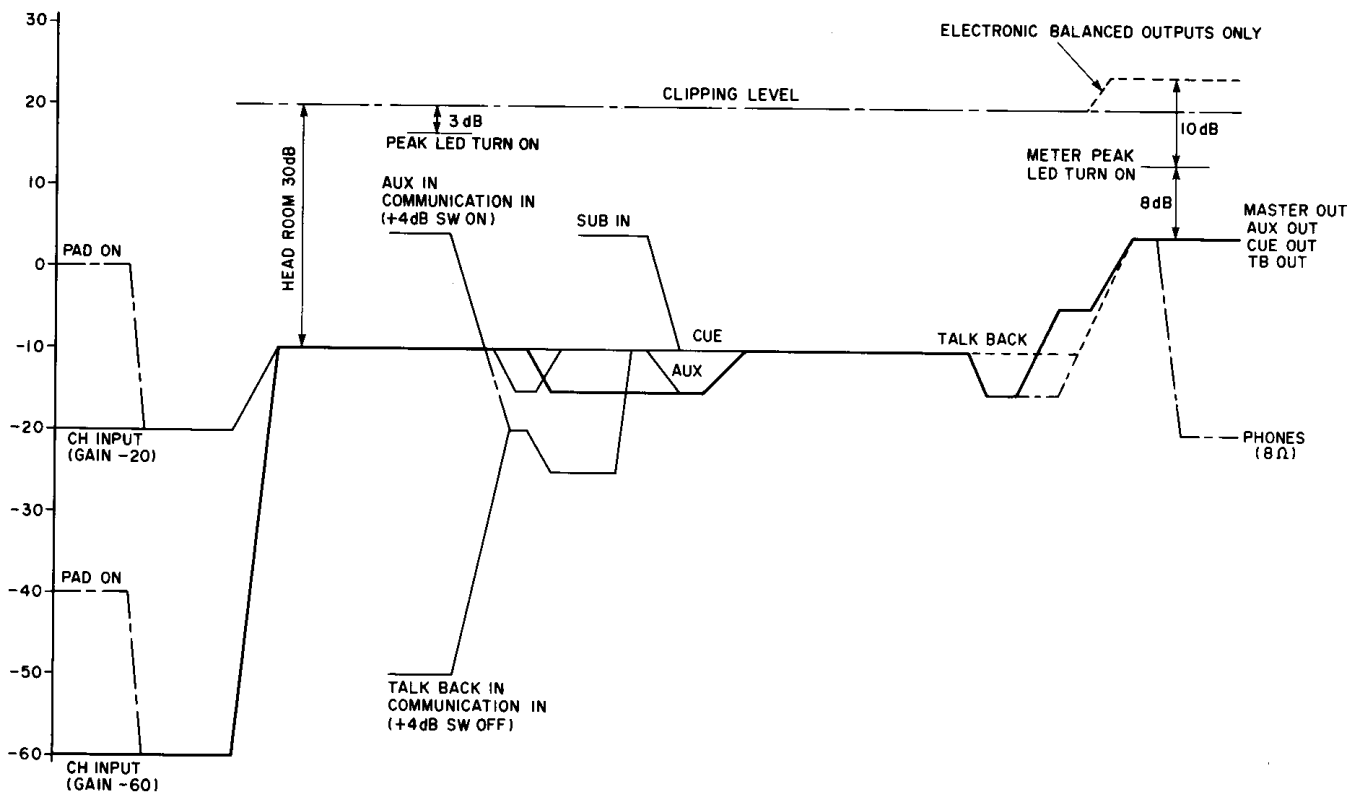 30
20
10
0
-10
-20
-30
-40
-50
-60
ELECTRONIC BALANCED OUTPUTS ONLY
CLIPPING LEVEL
3 dB
PEAK LED TURN ON
HEAD ROOM 30dB
10dB
METER PEAK
LED TURN ON
8dB
AUX IN
COMMUNICATION IN
(+4dB SW ON)
SUB IN
MASTER OUT
AUX OUT
CUE OUT
TB OUT
PAD ON
CUE
AUX
TALK BACK
CH INPUT
(GAIN -20)
PHONES
(8Ω)
PAD ON
TALK BACK IN
COMMUNICATION IN
(+4dB SW OFF)
CH INPUT
(GAIN -60)